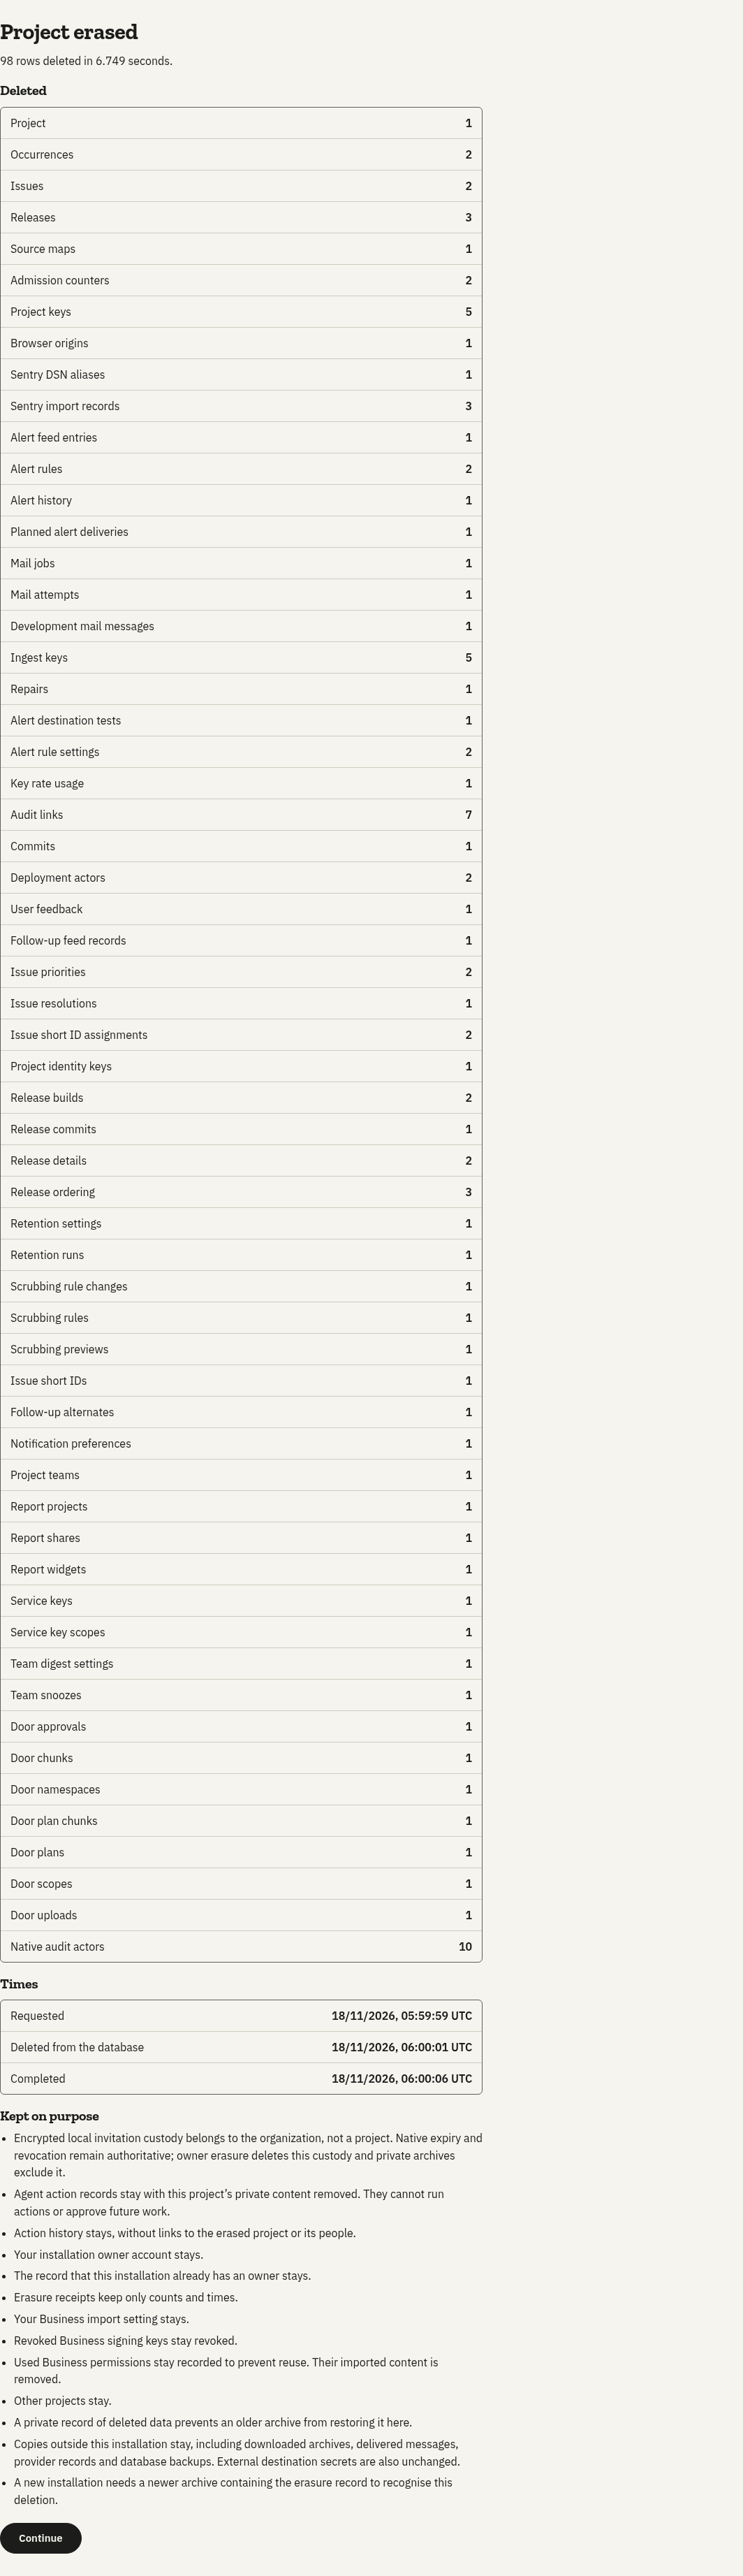 Project erased
98 rows deleted in 6.749 seconds.
Deleted
Project 1
Occurrences 2
Issues 2
Releases 3
Source maps 1
Admission counters 2
Project keys 5
Browser origins 1
Sentry DSN aliases 1
Sentry import records 3
Alert feed entries 1
Alert rules 2
Alert history 1
Planned alert deliveries 1
Mail jobs 1
Mail attempts 1
Development mail messages 1
Ingest keys 5
Repairs 1
Alert destination tests 1
Alert rule settings 2
Key rate usage 1
Audit links 7
Commits 1
Deployment actors 2
User feedback 1
Follow-up feed records 1
Issue priorities 2
Issue resolutions 1
Issue short ID assignments 2
Project identity keys 1
Release builds 2
Release commits 1
Release details 2
Release ordering 3
Retention settings 1
Retention runs 1
Scrubbing rule changes 1
Scrubbing rules 1
Scrubbing previews 1
Issue short IDs 1
Follow-up alternates 1
Notification preferences 1
Project teams 1
Report projects 1
Report shares 1
Report widgets 1
Service keys 1
Service key scopes 1
Team digest settings 1
Team snoozes 1
Door approvals 1
Door chunks 1
Door namespaces 1
Door plan chunks 1
Door plans 1
Door scopes 1
Door uploads 1
Native audit actors 10
Times
Requested 18/11/2026, 05:59:59 UTC
Deleted from the database 18/11/2026, 06:00:01 UTC
Completed 18/11/2026, 06:00:06 UTC
Kept on purpose
• Encrypted local invitation custody belongs to the organization, not a project. Native expiry and
revocation remain authoritative; owner erasure deletes this custody and private archives
exclude it.
• Agent action records stay with this project’s private content removed. They cannot run
actions or approve future work.
• Action history stays, without links to the erased project or its people.
• Your installation owner account stays.
• The record that this installation already has an owner stays.
• Erasure receipts keep only counts and times.
• Your Business import setting stays.
• Revoked Business signing keys stay revoked.
• Used Business permissions stay recorded to prevent reuse. Their imported content is
removed.
• Other projects stay.
• A private record of deleted data prevents an older archive from restoring it here.
• Copies outside this installation stay, including downloaded archives, delivered messages,
provider records and database backups. External destination secrets are also unchanged.
• A new installation needs a newer archive containing the erasure record to recognise this
deletion.
Continue